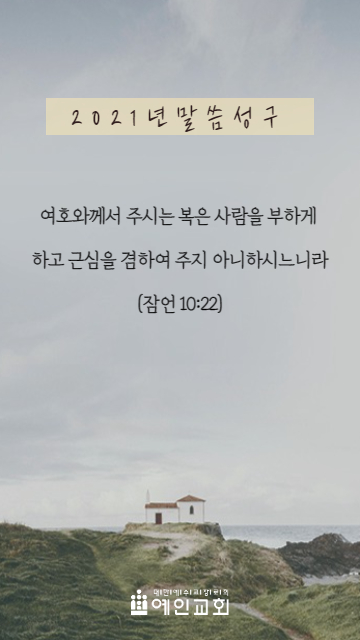 2021년말씀성구
여호와께서 주시는 복은 사람을 부하게
하고 근심을 겸하여 주지 아니하시느니라
(잠언 10:22)
예인교회